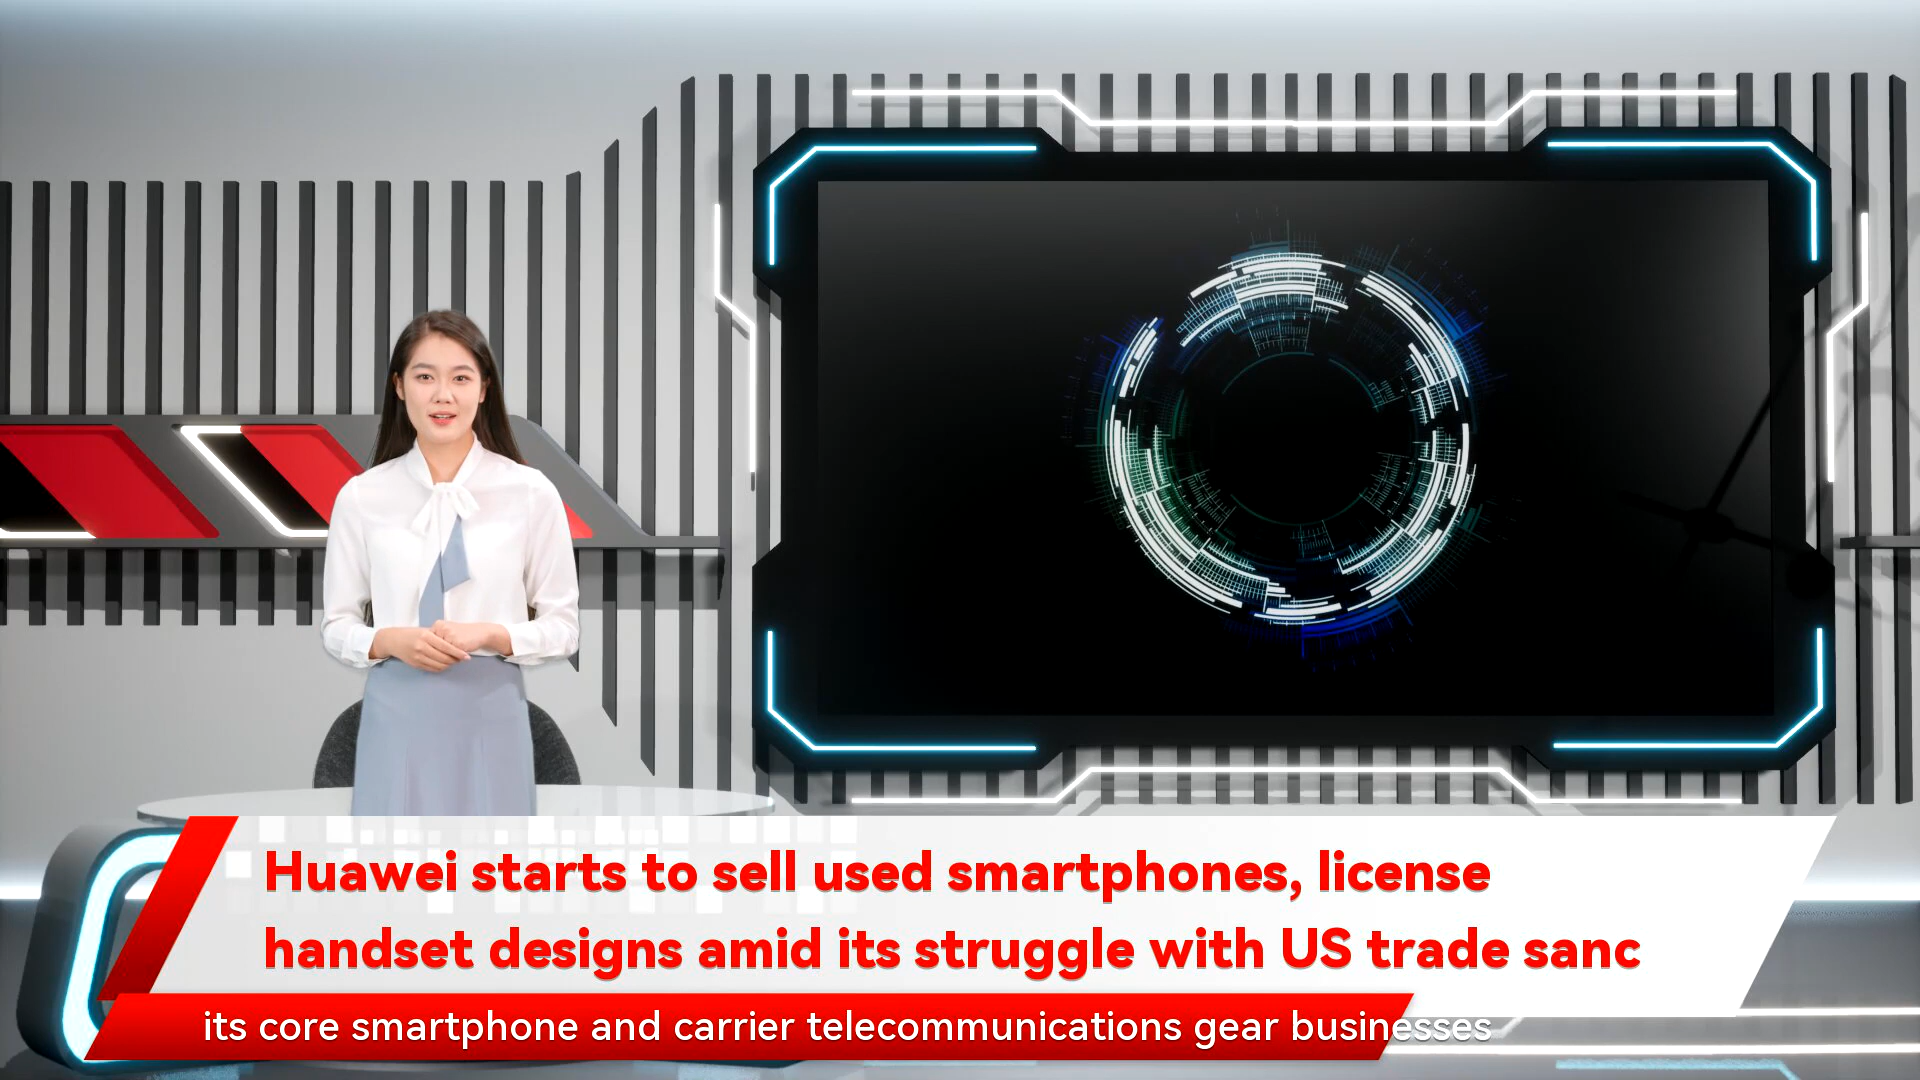 Huawei starts to sell used smartphones, license
handset designs amid its struggle with US trade sanc
its core smartphone and carrier telecommunications gear businesses